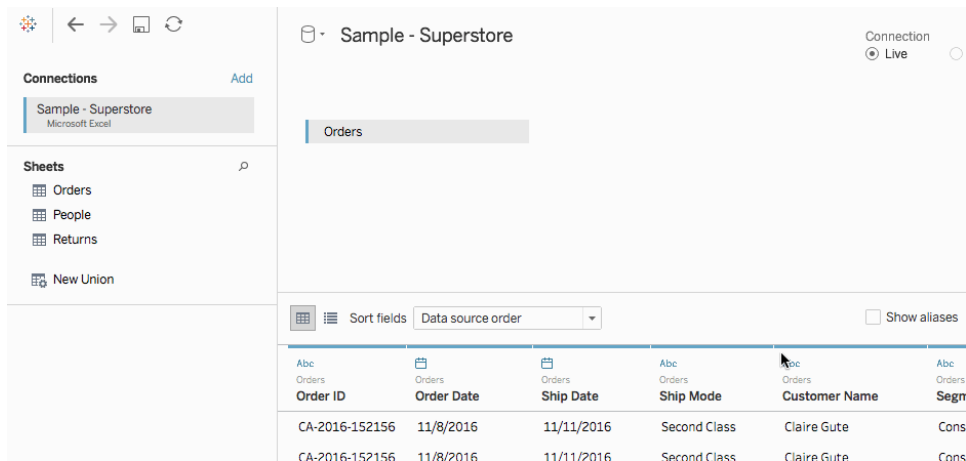 Sample - Superstore
Connection
Live
Connections Add
Sample - Superstore
Microsoft Excel
Orders
Sheets
Orders
People
Returns
New Union
Sort fields Data source order Show aliases
Abc Abc Abc
Orders Orders Orders Orders Orders Orders
Order ID Order Date Ship Date Ship Mode Customer Name Segm
CA-2016-152156 11/8/2016 11/11/2016 Second Class Claire Gute Cons
CA-2016-152156 11/8/2016 11/11/2016 Second Class Claire Gute Cons